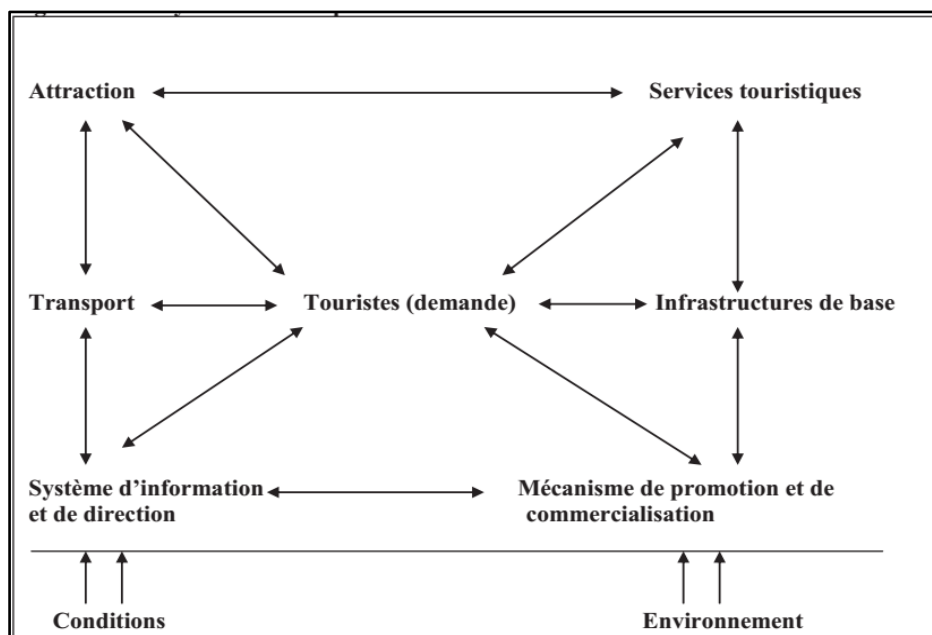 Attraction
Services touristiques
Transport
Touristes (demande)
Infrastructures de base
Système d'information
et de direction
Mécanisme de promotion et de
commercialisation
Conditions
Environnement